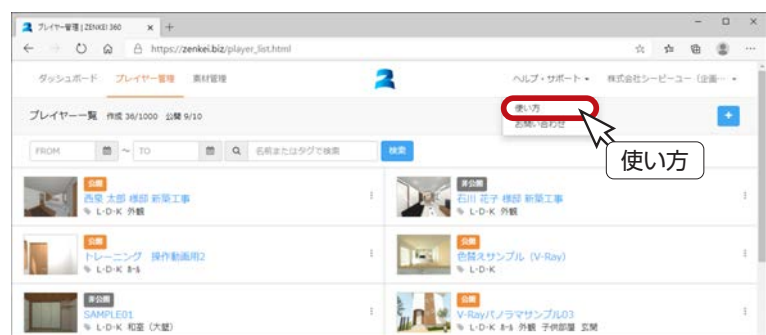 プレイヤー管理 | ZENKEI 360
https://zenkei.biz/player_list.html
ダッシュボード プレイヤー管理 素材管理 ヘルプ・サポート 株式会社シーピーユー (企画…
プレイヤー一覧 作成 36/1000 公開 9/10
使い方
お問い合わせ
使い方
FROM ~ TO 名前またはタグで検索 検索
公開
西泉 太郎 様邸 新築工事
L・D・K 外観
非公開
石川 花子 様邸 新築工事
L・D・K 外観
公開
トレーニング 操作動画用2
L・D・K
公開
色替えサンプル (V-Ray)
L・D・K
非公開
SAMPLE01
L・D・K 和室 (大壁)
公開
V-Rayパノラマサンプル03
L・D・K トイレ 外観 子供部屋 玄関